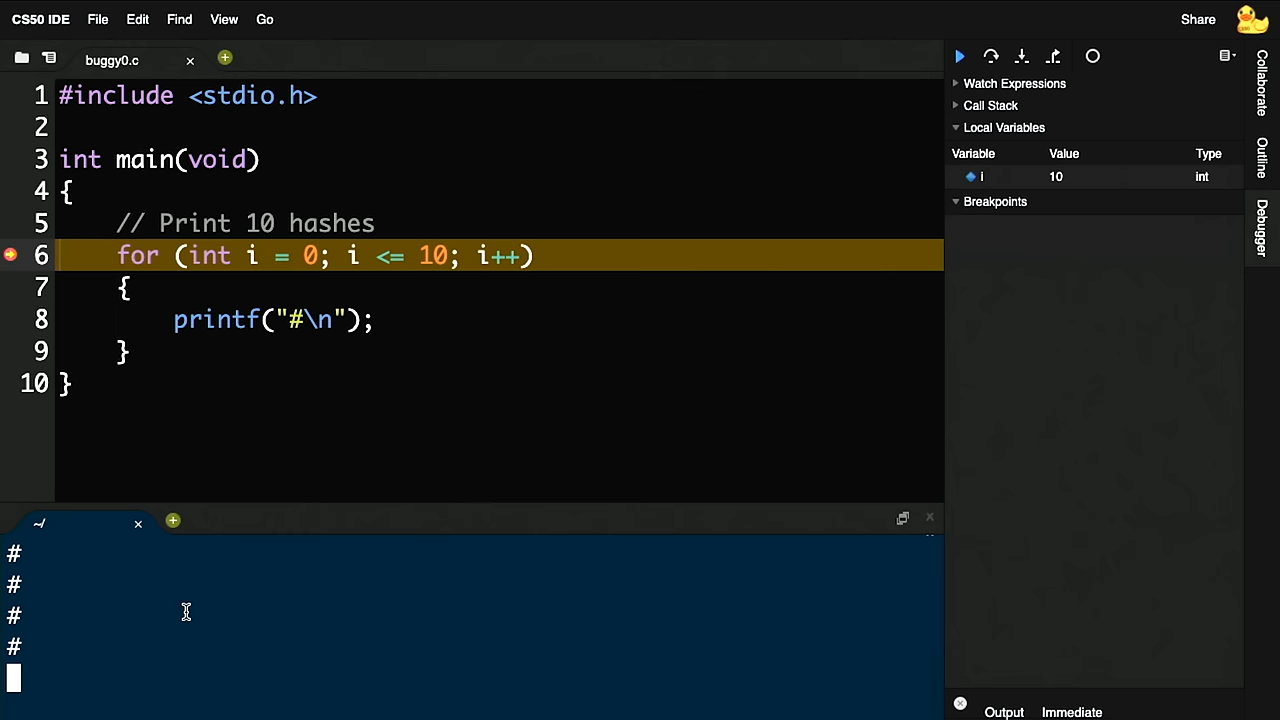 CS50 IDE File Edit Find View Go Share
buggy0.c
1 #include <stdio.h>
2
3 int main(void)
4 {
5 // Print 10 hashes
6 for (int i = 0; i <= 10; i++)
7 {
8 printf("#\n");
9 }
10 }
~/
#
#
#
#
Watch Expressions
Call Stack
Local Variables
Variable Value Type
i 10 int
Breakpoints
Output Immediate
Collaborate
Outline
Debugger